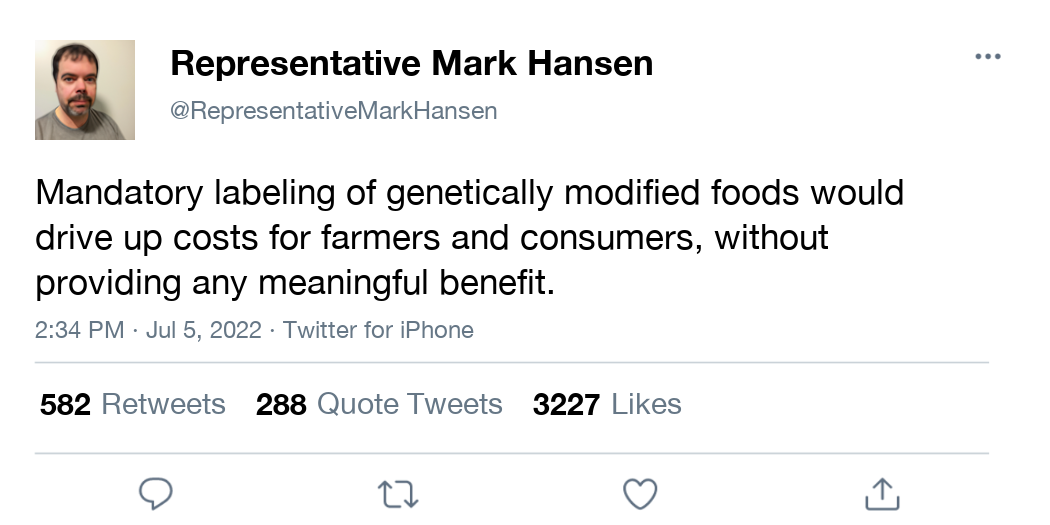 Representative Mark Hansen
@RepresentativeMarkHansen
Mandatory labeling of genetically modified foods would
drive up costs for farmers and consumers, without
providing any meaningful benefit.
2:34 PM · Jul 5, 2022 · Twitter for iPhone
582 Retweets 288 Quote Tweets 3227 Likes